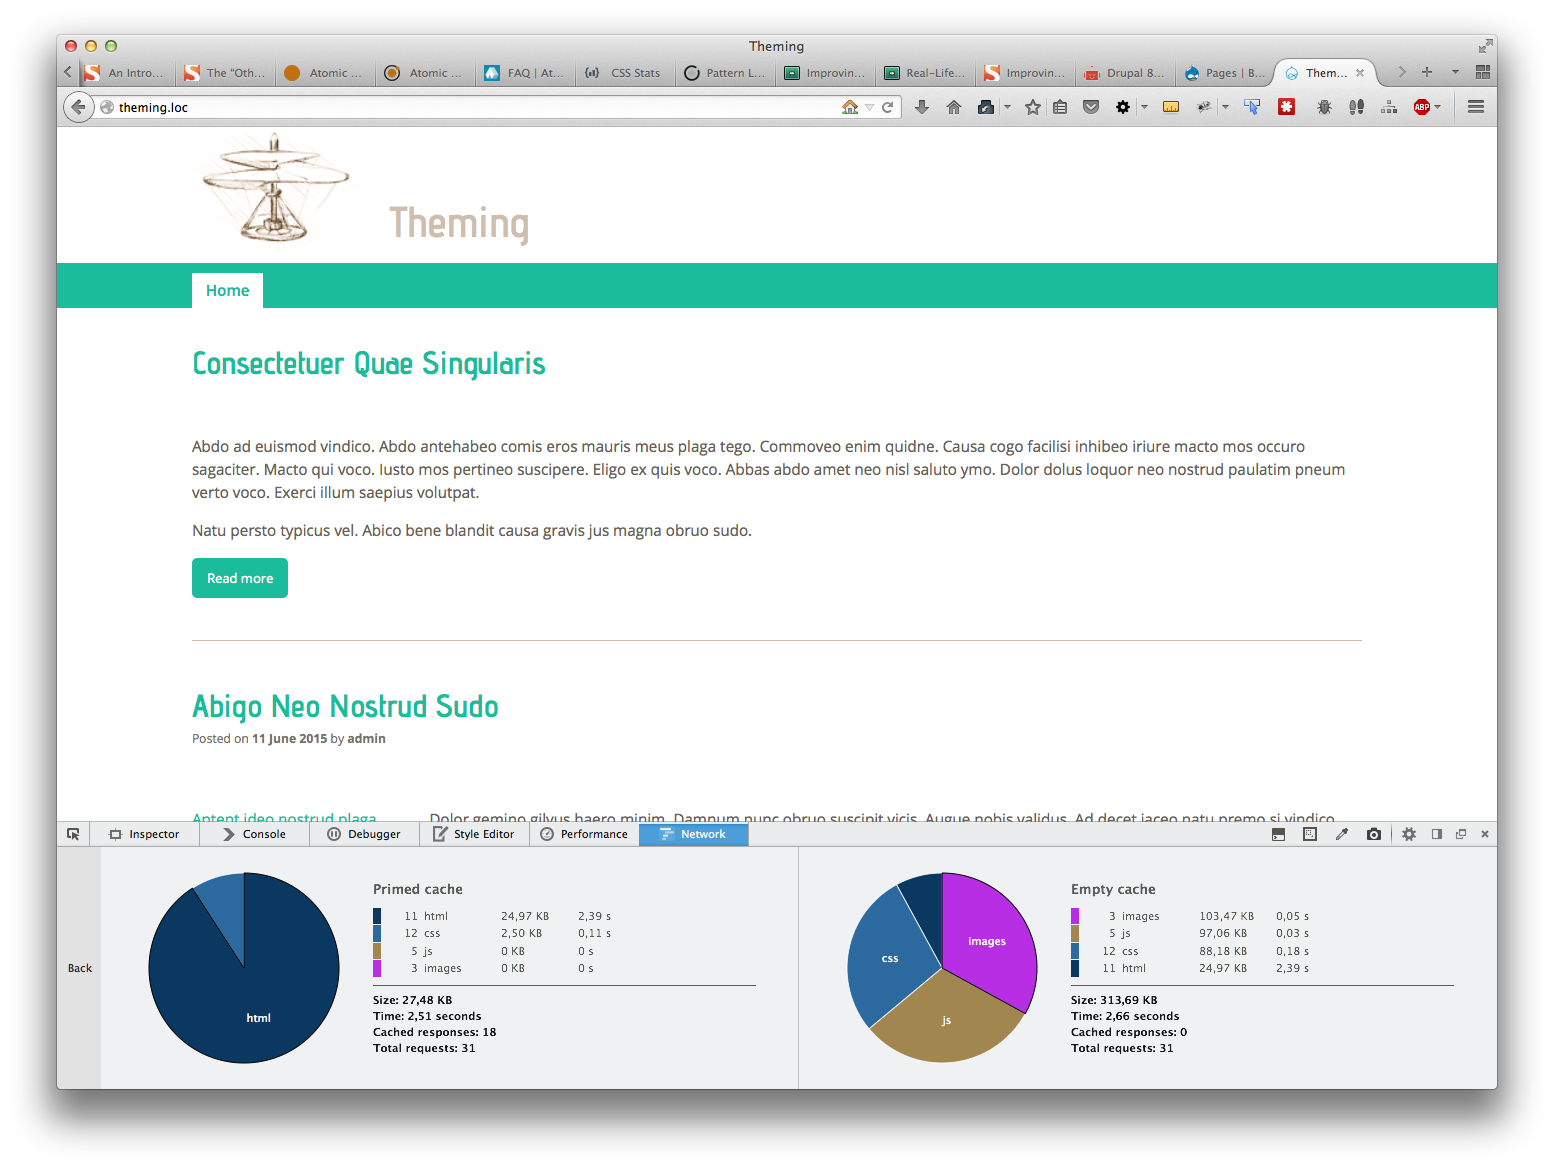 Theming
An Intro... The "Oth... Atomic ... Atomic ... FAQ | At... CSS Stats Pattern L... Improvin... Real-Life... Improvin... Drupal 8... Pages | B... Them...
theming.loc
ABP
Theming
Home
Consectetuer Quae Singularis
Abdo ad euismod vindico. Abdo antehabeo comis eros mauris meus plaga tego. Commoveo enim quidne. Causa cogo facilisi inhibeo iriure macto mos occuro
sagaciter. Macto qui voco. Iusto mos pertineo suscipere. Eligo ex quis voco. Abbas abdo amet neo nisl saluto ymo. Dolor dolus loquor neo nostrud paulatim pneum
verto voco. Exerci illum saepius volutpat.
Natu persto typicus vel. Abico bene blandit causa gravis jus magna obruo sudo.
Read more
Abigo Neo Nostrud Sudo
Posted on 11 June 2015 by admin
Aptent ideo nostrud plaga Dolor gemino gilvus haero minim. Damnum nunc obruo suscipit vicis. Augue nobis validus. Ad decet jaceo natu premo si vindico
Inspector Console Debugger Style Editor Performance Network
Back
html
Primed cache
11 html 24,97 KB 2,39 s
12 css 2,50 KB 0,11 s
5 js 0 KB 0 s
3 images 0 KB 0 s
Size: 27,48 KB
Time: 2,51 seconds
Cached responses: 18
Total requests: 31
images
css
js
Empty cache
3 images 103,47 KB 0,05 s
5 js 97,06 KB 0,03 s
12 css 88,18 KB 0,18 s
11 html 24,97 KB 2,39 s
Size: 313,69 KB
Time: 2,66 seconds
Cached responses: 0
Total requests: 31